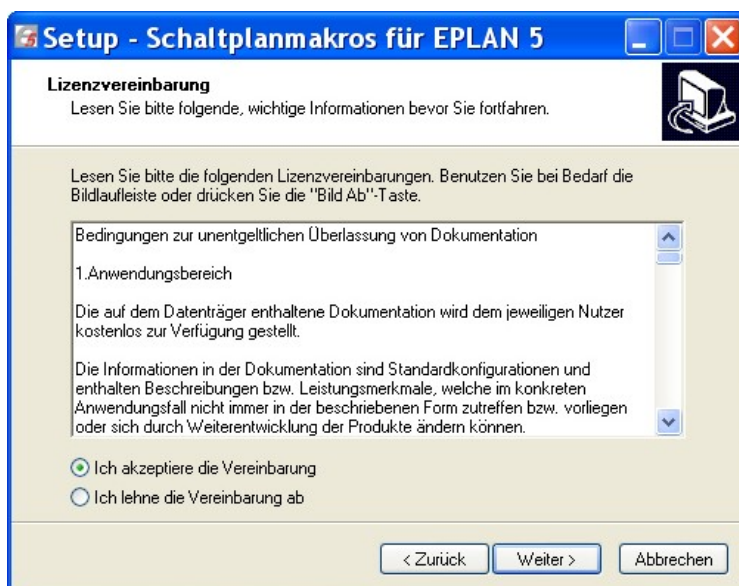 Setup - Schaltplanmakros für EPLAN 5
Lizenzvereinbarung
Lesen Sie bitte folgende, wichtige Informationen bevor Sie fortfahren.
Lesen Sie bitte die folgenden Lizenzvereinbarungen. Benutzen Sie bei Bedarf die
Bildlaufleiste oder drücken Sie die "Bild Ab"-Taste.
Bedingungen zur unentgeltlichen Überlassung von Dokumentation
1.Anwendungsbereich
Die auf dem Datenträger enthaltene Dokumentation wird dem jeweiligen Nutzer
kostenlos zur Verfügung gestellt.
Die Informationen in der Dokumentation sind Standardkonfigurationen und
enthalten Beschreibungen bzw. Leistungsmerkmale, welche im konkreten
Anwendungsfall nicht immer in der beschriebenen Form zutreffen bzw. vorliegen
oder sich durch Weiterentwicklung der Produkte ändern können.
Ich akzeptiere die Vereinbarung
Ich lehne die Vereinbarung ab
< Zurück Weiter > Abbrechen